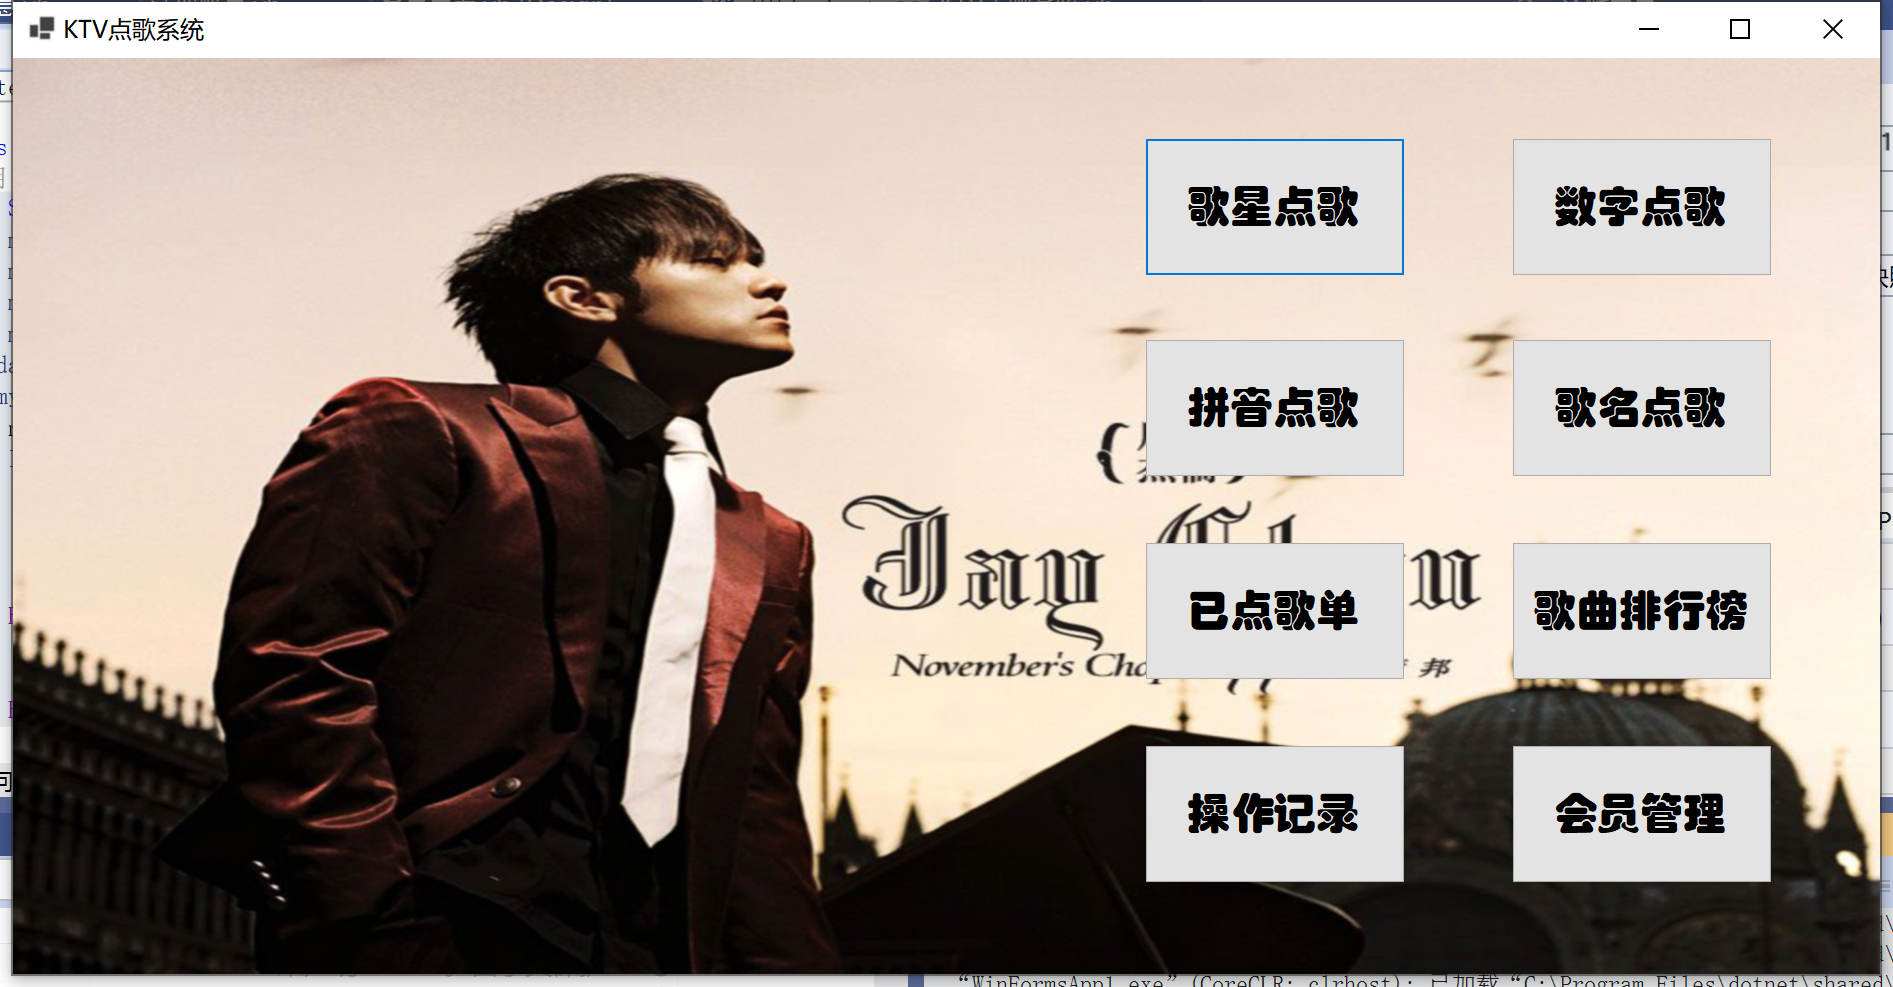 KTV点歌系统
歌星点歌
数字点歌
拼音点歌
歌名点歌
Jay
已点歌单
歌曲排行榜
November's
邦
操作记录
会员管理
“WinFormsApp1.exe” (CoreCLR: clrhost): 已加载 “C:\Program Files\dotnet\shared\